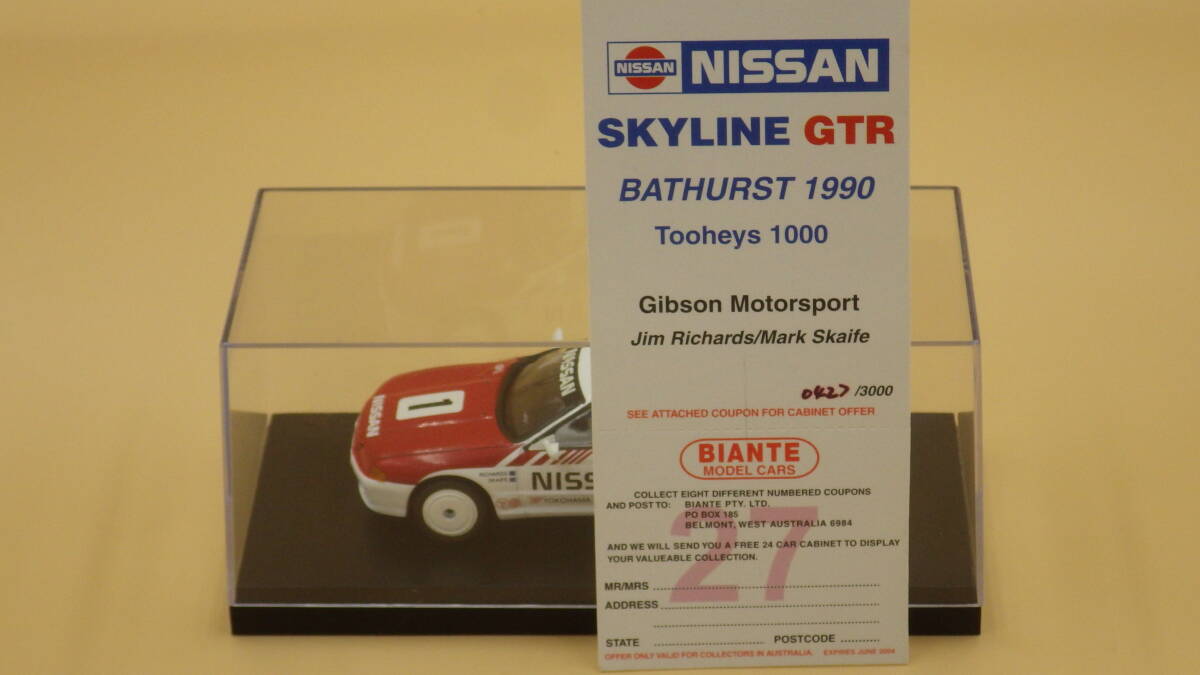 NISSAN NISSAN
SKYLINE GTR
BATHURST 1990
Tooheys 1000
Gibson Motorsport
Jim Richards/Mark Skaife
0427 /3000
SEE ATTACHED COUPON FOR CABINET OFFER
BIANTE
MODEL CARS
COLLECT EIGHT DIFFERENT NUMBERED COUPONS
AND POST TO: BIANTE PTY. LTD.
PO BOX 185
BELMONT, WEST AUSTRALIA 6984
27
AND WE WILL SEND YOU A FREE 24 CAR CABINET TO DISPLAY
YOUR VALUEABLE COLLECTION.
MR/MRS
ADDRESS
STATE POSTCODE
OFFER ONLY VALID FOR COLLECTORS IN AUSTRALIA. EXPIRES JUNE 2004
NISSAN
1
NISSAN
RICHARDS
SKAIFE
NISS
YOKOHAMA